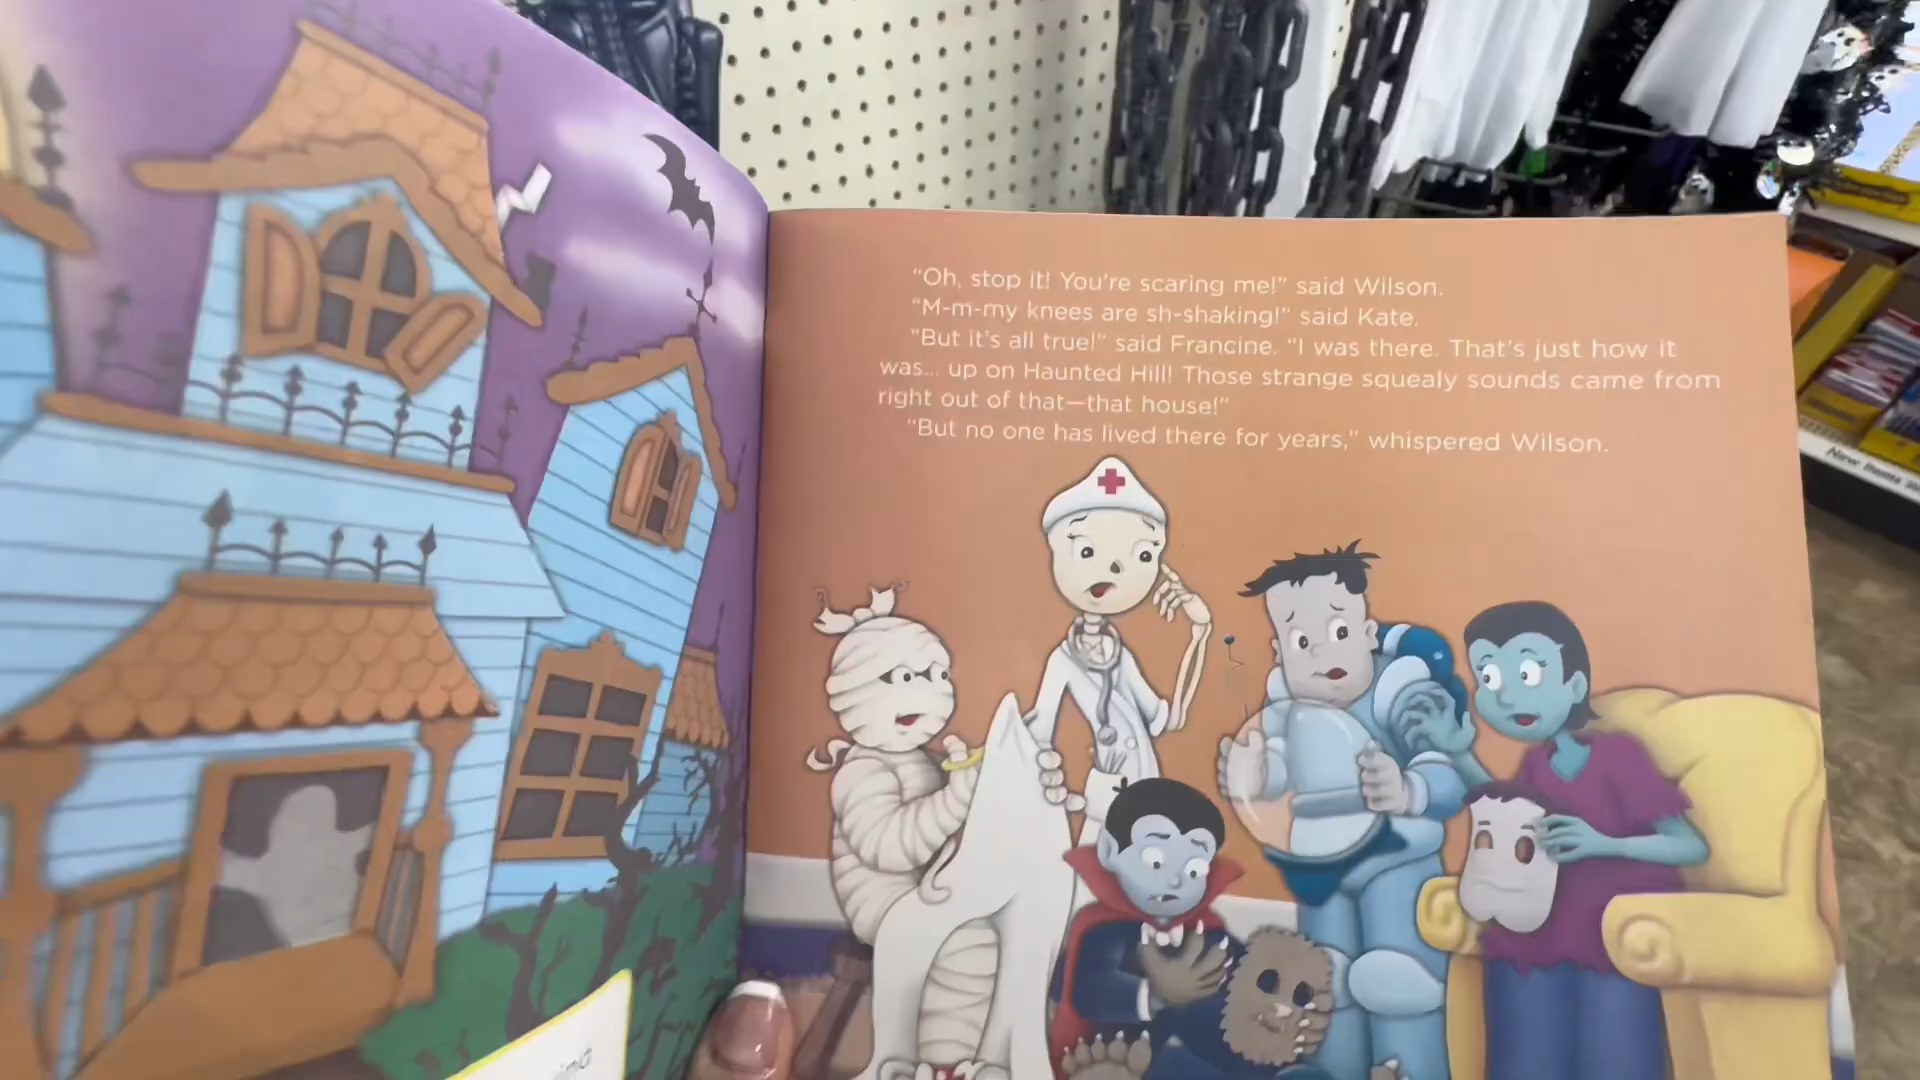 “Oh, stop it! You’re scaring me!” said Wilson.
“M-m-my knees are sh-shaking!” said Kate.
“But it’s all true!” said Francine. “I was there. That’s just how it
was... up on Haunted Hill! Those strange squealy sounds came from
right out of that—that house!”
“But no one has lived there for years,” whispered Wilson.